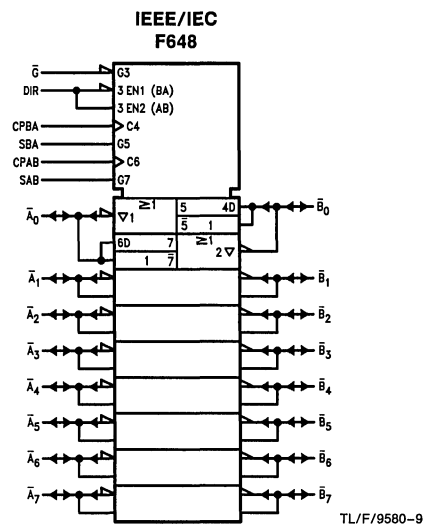 IEEE/IEC
F648
G̅ G3
DIR 3 EN1 (BA)
3 EN2 (AB)
CPBA C4
SBA G5
CPAB C6
SAB G7
A̅0 ▽1 ≥1 5 4D B̅0
5̅ 1
6D 7 ≥1
1 7̅ 2▽
A̅1 B̅1
A̅2 B̅2
A̅3 B̅3
A̅4 B̅4
A̅5 B̅5
A̅6 B̅6
A̅7 B̅7
TL/F/9580-9